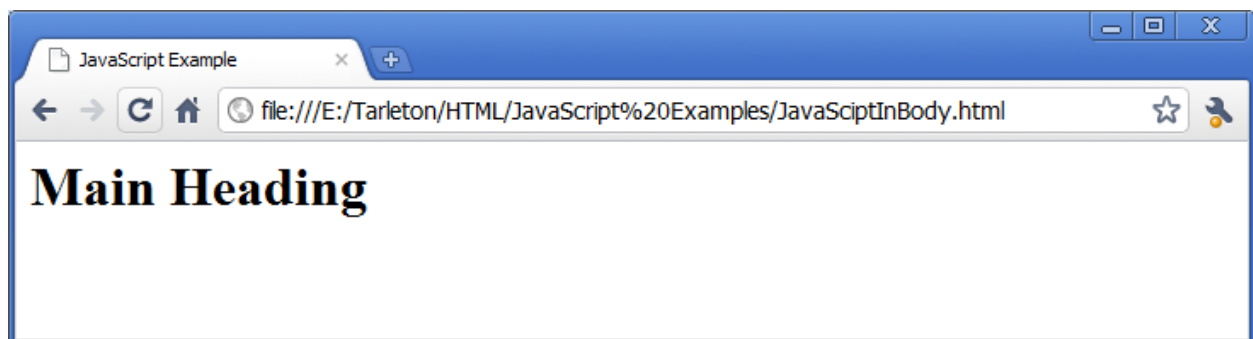 JavaScript Example
file:///E:/Tarleton/HTML/JavaScript%20Examples/JavaSciptInBody.html
Main Heading